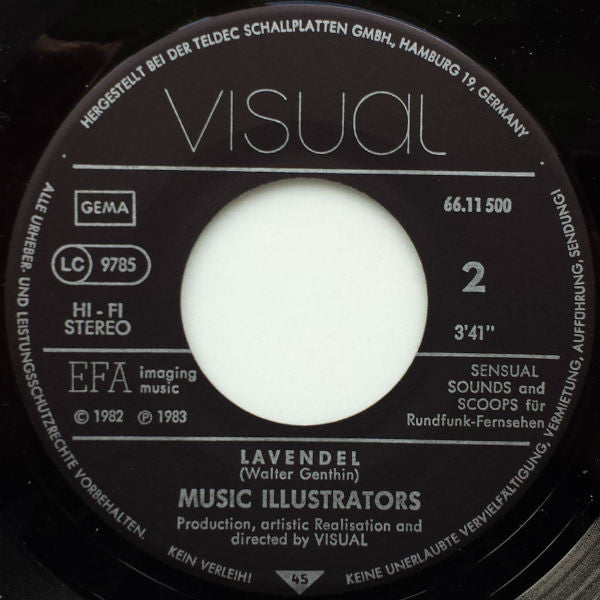 HERGESTELLT BEI DER TELDEC SCHALLPLATTEN GMBH, HAMBURG 19, GERMANY
VISUAL
GEMA
66.11 500
LC 9785
2
HI - FI
STEREO
3'41"
EFA imaging
music
SENSUAL
SOUNDS and
SCOOPS für
Rundfunk-Fernsehen
© 1982 ℗ 1983
LAVENDEL
(Walter Genthin)
MUSIC ILLUSTRATORS
Production, artistic Realisation and
directed by VISUAL
45
ALLE URHEBER- UND LEISTUNGSSCHUTZRECHTE VORBEHALTEN.
KEIN VERLEIH!
KEINE UNERLAUBTE VERVIELFÄLTIGUNG, VERMIETUNG, AUFFÜHRUNG, SENDUNG!